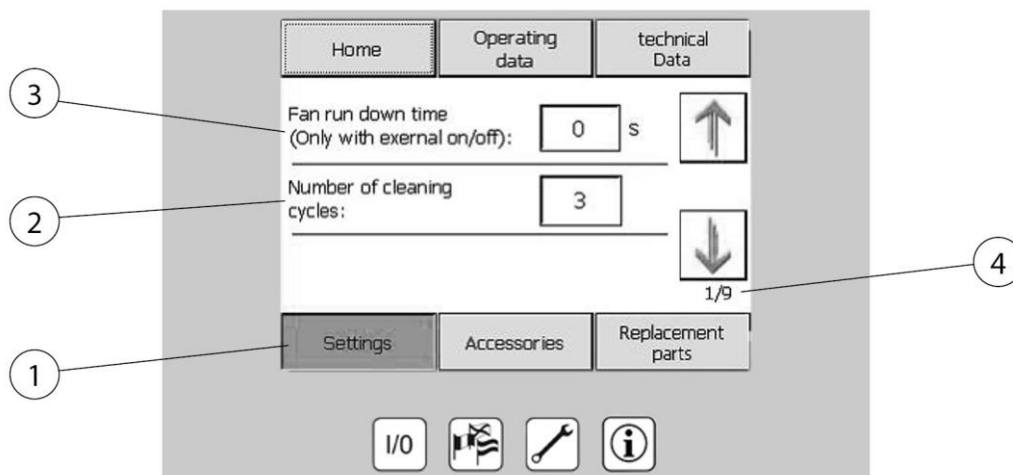 Home
Operating
data
technical
Data
3
Fan run down time
(Only with exernal on/off):
0
s
2
Number of cleaning
cycles:
3
4
1/9
1
Settings
Accessories
Replacement
parts
I/0
i